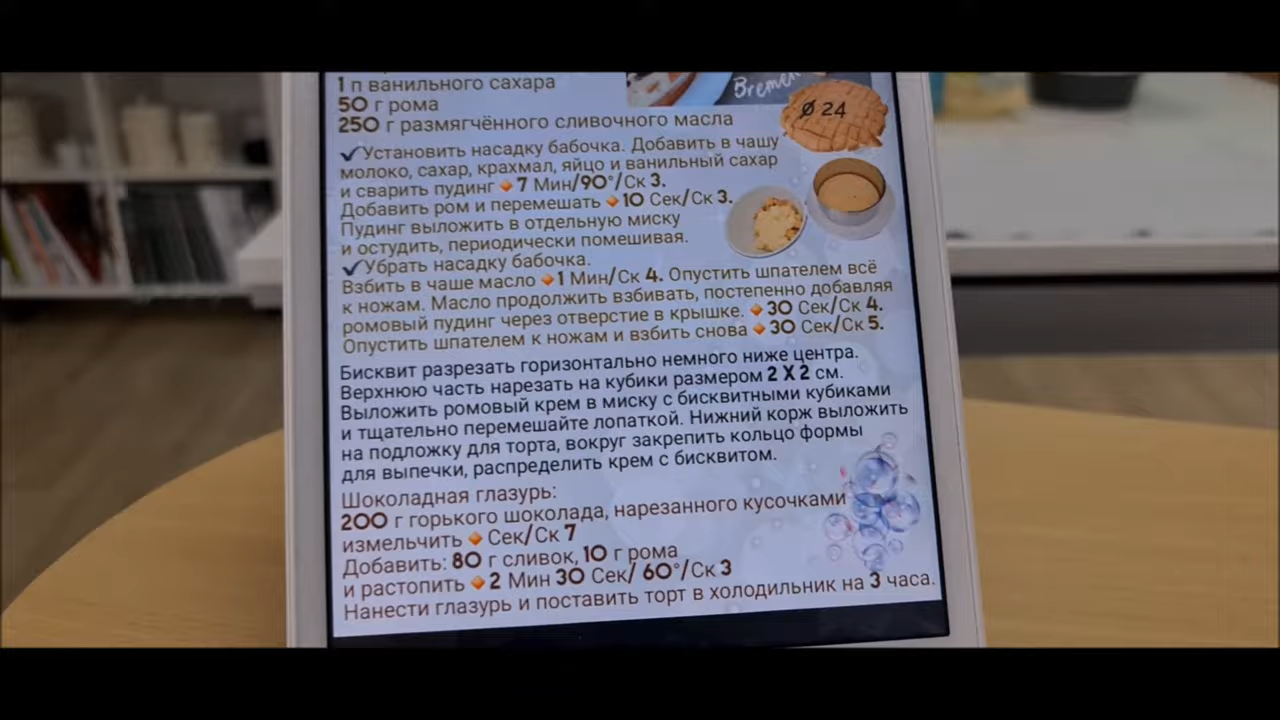 1 п ванильного сахара
50 г рома
250 г размягчённого сливочного масла
Bremen
Ø 24
✓Установить насадку бабочка. Добавить в чашу
молоко, сахар, крахмал, яйцо и ванильный сахар
и сварить пудинг 🔸7 Мин/90°/Ск 3.
Добавить ром и перемешать 🔸10 Сек/Ск 3.
Пудинг выложить в отдельную миску
и остудить, периодически помешивая.
✓Убрать насадку бабочка.
Взбить в чаше масло 🔸1 Мин/Ск 4. Опустить шпателем всё
к ножам. Масло продолжить взбивать, постепенно добавляя
ромовый пудинг через отверстие в крышке. 🔸30 Сек/Ск 4.
Опустить шпателем к ножам и взбить снова 🔸30 Сек/Ск 5.
Бисквит разрезать горизонтально немного ниже центра.
Верхнюю часть нарезать на кубики размером 2 X 2 см.
Выложить ромовый крем в миску с бисквитными кубиками
и тщательно перемешайте лопаткой. Нижний корж выложить
на подложку для торта, вокруг закрепить кольцо формы
для выпечки, распределить крем с бисквитом.
Шоколадная глазурь:
200 г горького шоколада, нарезанного кусочками
измельчить 🔸 Сек/Ск 7
Добавить: 80 г сливок, 10 г рома
и растопить 🔸2 Мин 30 Сек/ 60°/Ск 3
Нанести глазурь и поставить торт в холодильник на 3 часа.